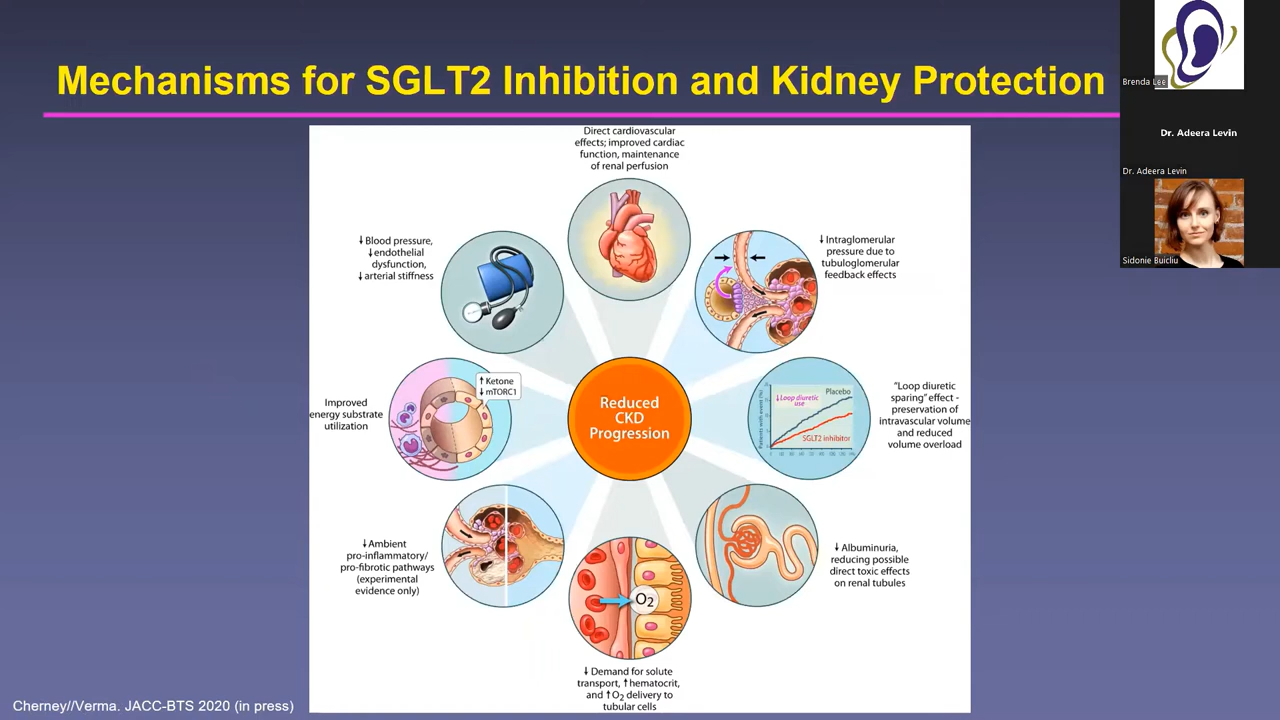 Mechanisms for SGLT2 Inhibition and Kidney Protection
Direct cardiovascular
effects; improved cardiac
function, maintenance
of renal perfusion
↓Intraglomerular
pressure due to
tubuloglomerular
feedback effects
"Loop diuretic
sparing" effect -
preservation of
intravascular volume
and reduced
volume overload
Placebo
↓Loop diuretic
use
SGLT2 inhibitor
Patients with event (%)
↓ Albuminuria,
reducing possible
direct toxic effects
on renal tubules
↓ Demand for solute
transport, ↑hematocrit,
and ↑O2 delivery to
tubular cells
O2
↓Ambient
pro-inflammatory/
pro-fibrotic pathways
(experimental
evidence only)
Improved
energy substrate
utilization
↑ Ketone
↓ mTORC1
↓Blood pressure,
↓endothelial
dysfunction,
↓arterial stiffness
Reduced
CKD
Progression
Cherney//Verma. JACC-BTS 2020 (in press)
Brenda Lee
Dr. Adeera Levin
Dr. Adeera Levin
Sidonie Buicliu